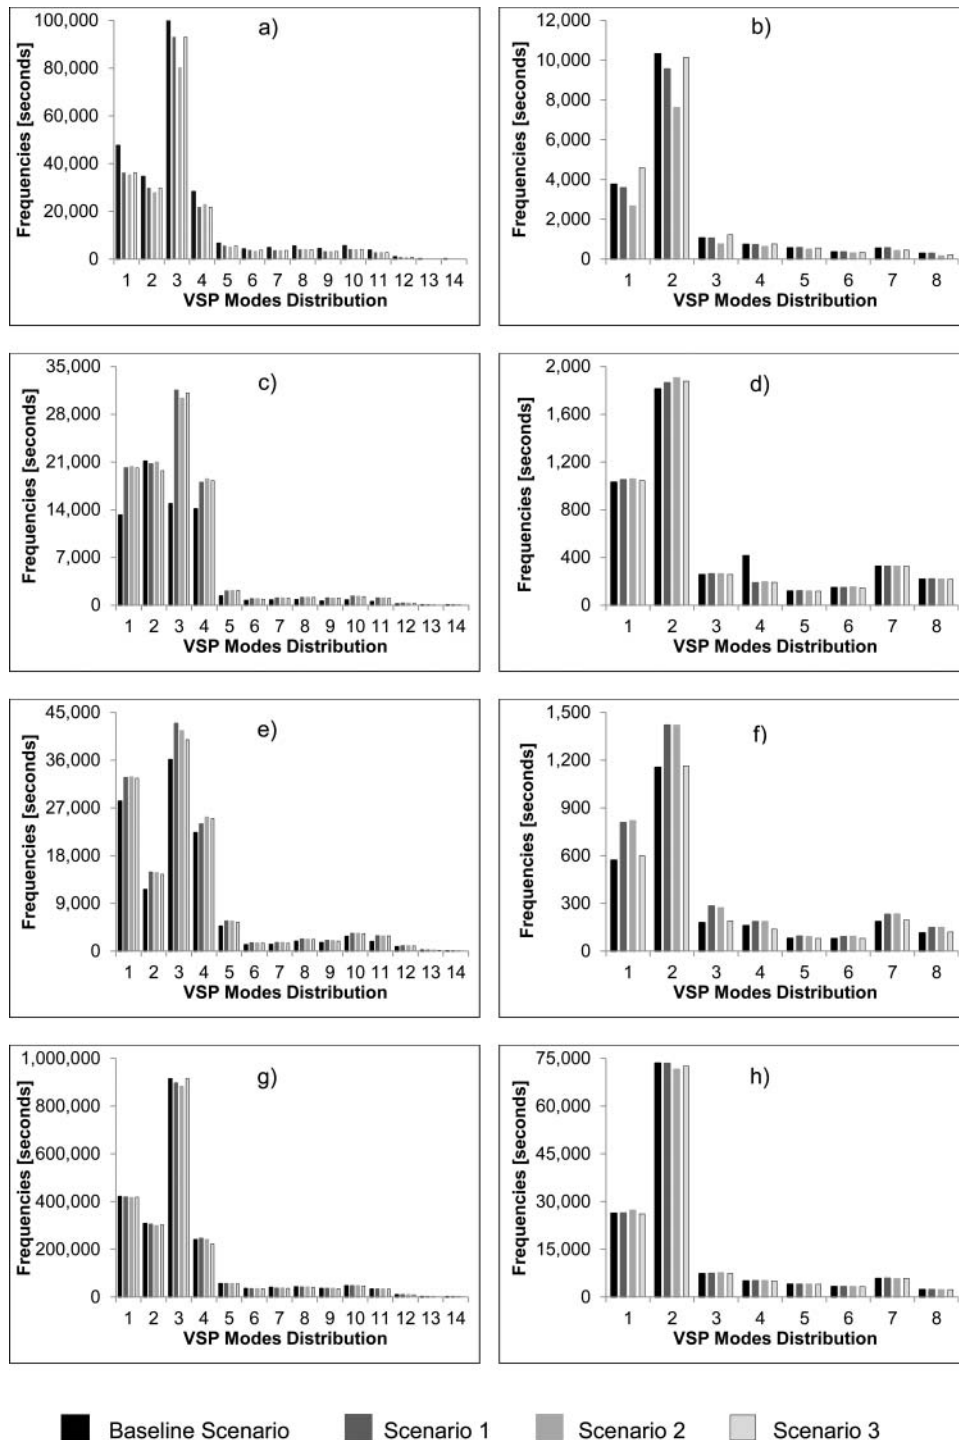 a)
Frequencies [seconds]
100,000
80,000
60,000
40,000
20,000
0
1 2 3 4 5 6 7 8 9 10 11 12 13 14
VSP Modes Distribution
b)
Frequencies [seconds]
12,000
10,000
8,000
6,000
4,000
2,000
0
1 2 3 4 5 6 7 8
VSP Modes Distribution
c)
Frequencies [seconds]
35,000
28,000
21,000
14,000
7,000
0
1 2 3 4 5 6 7 8 9 10 11 12 13 14
VSP Modes Distribution
d)
Frequencies [seconds]
2,000
1,600
1,200
800
400
0
1 2 3 4 5 6 7 8
VSP Modes Distribution
e)
Frequencies [seconds]
45,000
36,000
27,000
18,000
9,000
0
1 2 3 4 5 6 7 8 9 10 11 12 13 14
VSP Modes Distribution
f)
Frequencies [seconds]
1,500
1,200
900
600
300
0
1 2 3 4 5 6 7 8
VSP Modes Distribution
g)
Frequencies [seconds]
1,000,000
800,000
600,000
400,000
200,000
0
1 2 3 4 5 6 7 8 9 10 11 12 13 14
VSP Modes Distribution
h)
Frequencies [seconds]
75,000
60,000
45,000
30,000
15,000
0
1 2 3 4 5 6 7 8
VSP Modes Distribution
Baseline Scenario Scenario 1 Scenario 2 Scenario 3